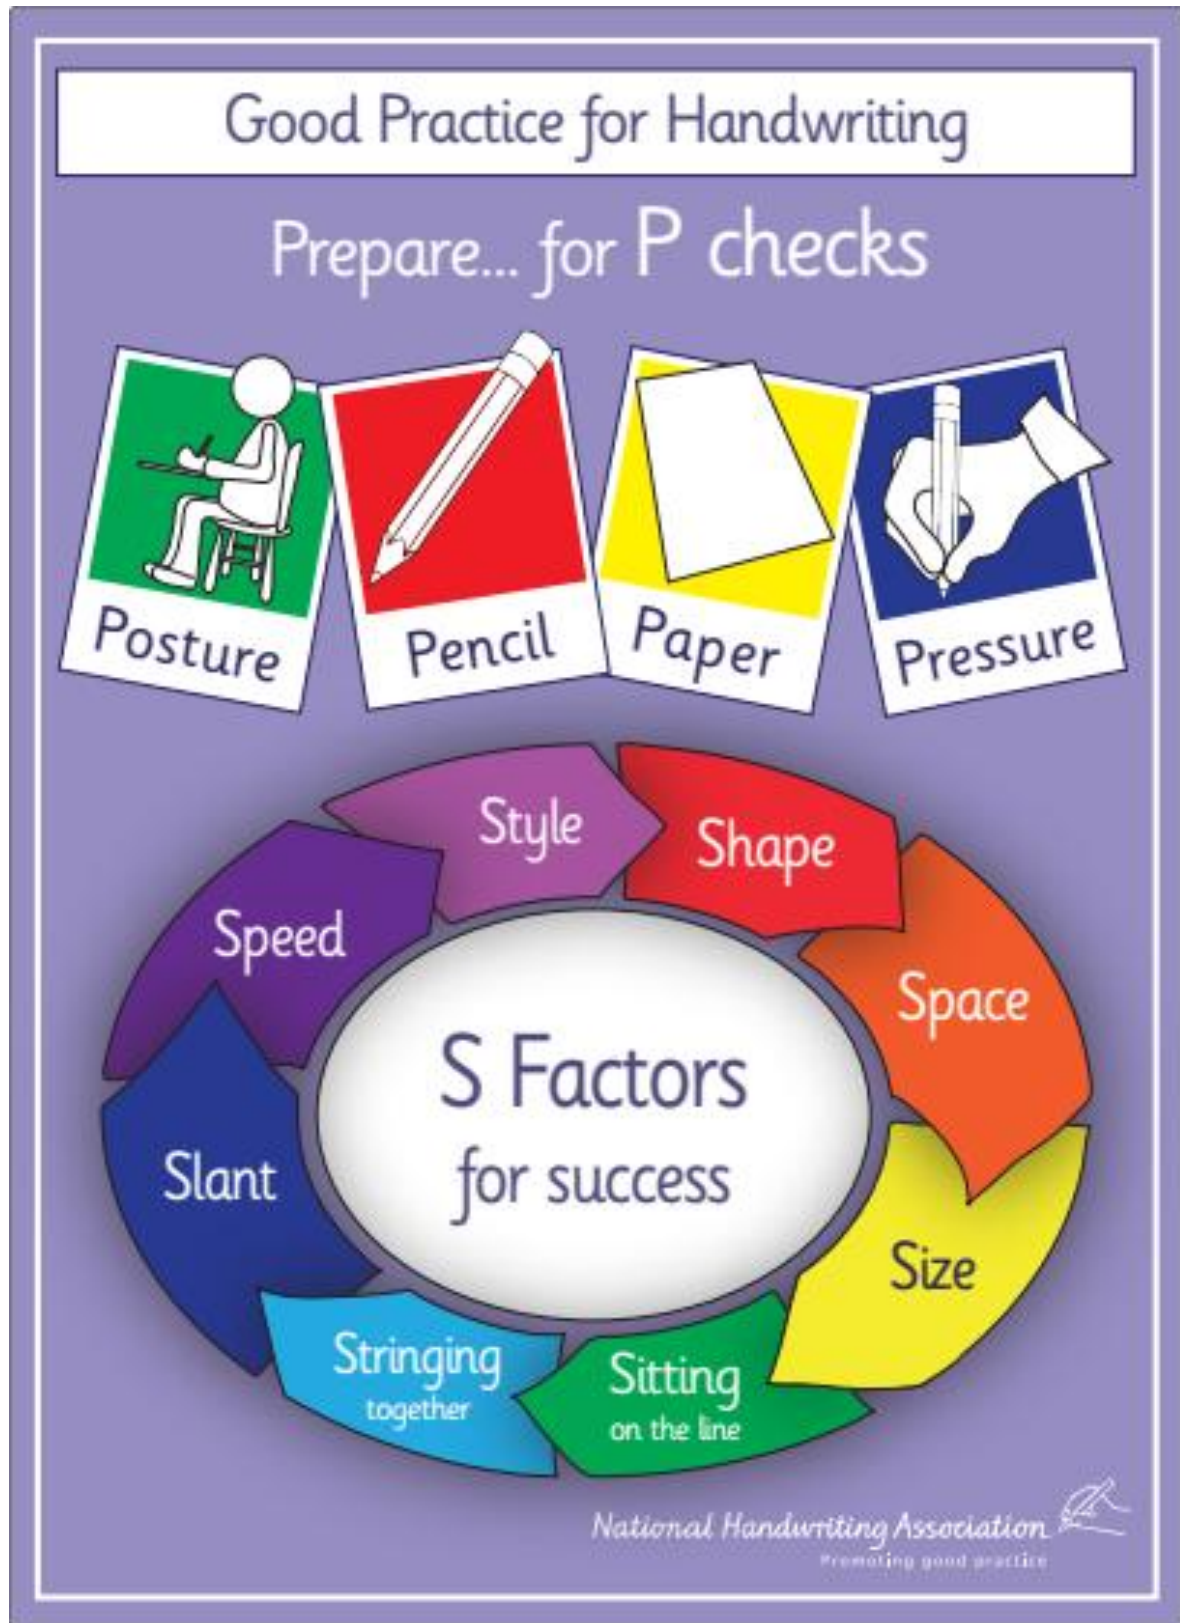 Good Practice for Handwriting
Prepare... for P checks
Posture
Pencil
Paper
Pressure
Style
Shape
Space
Size
Sitting
on the line
Stringing
together
Slant
Speed
S Factors
for success
National Handwriting Association
Promoting good practice